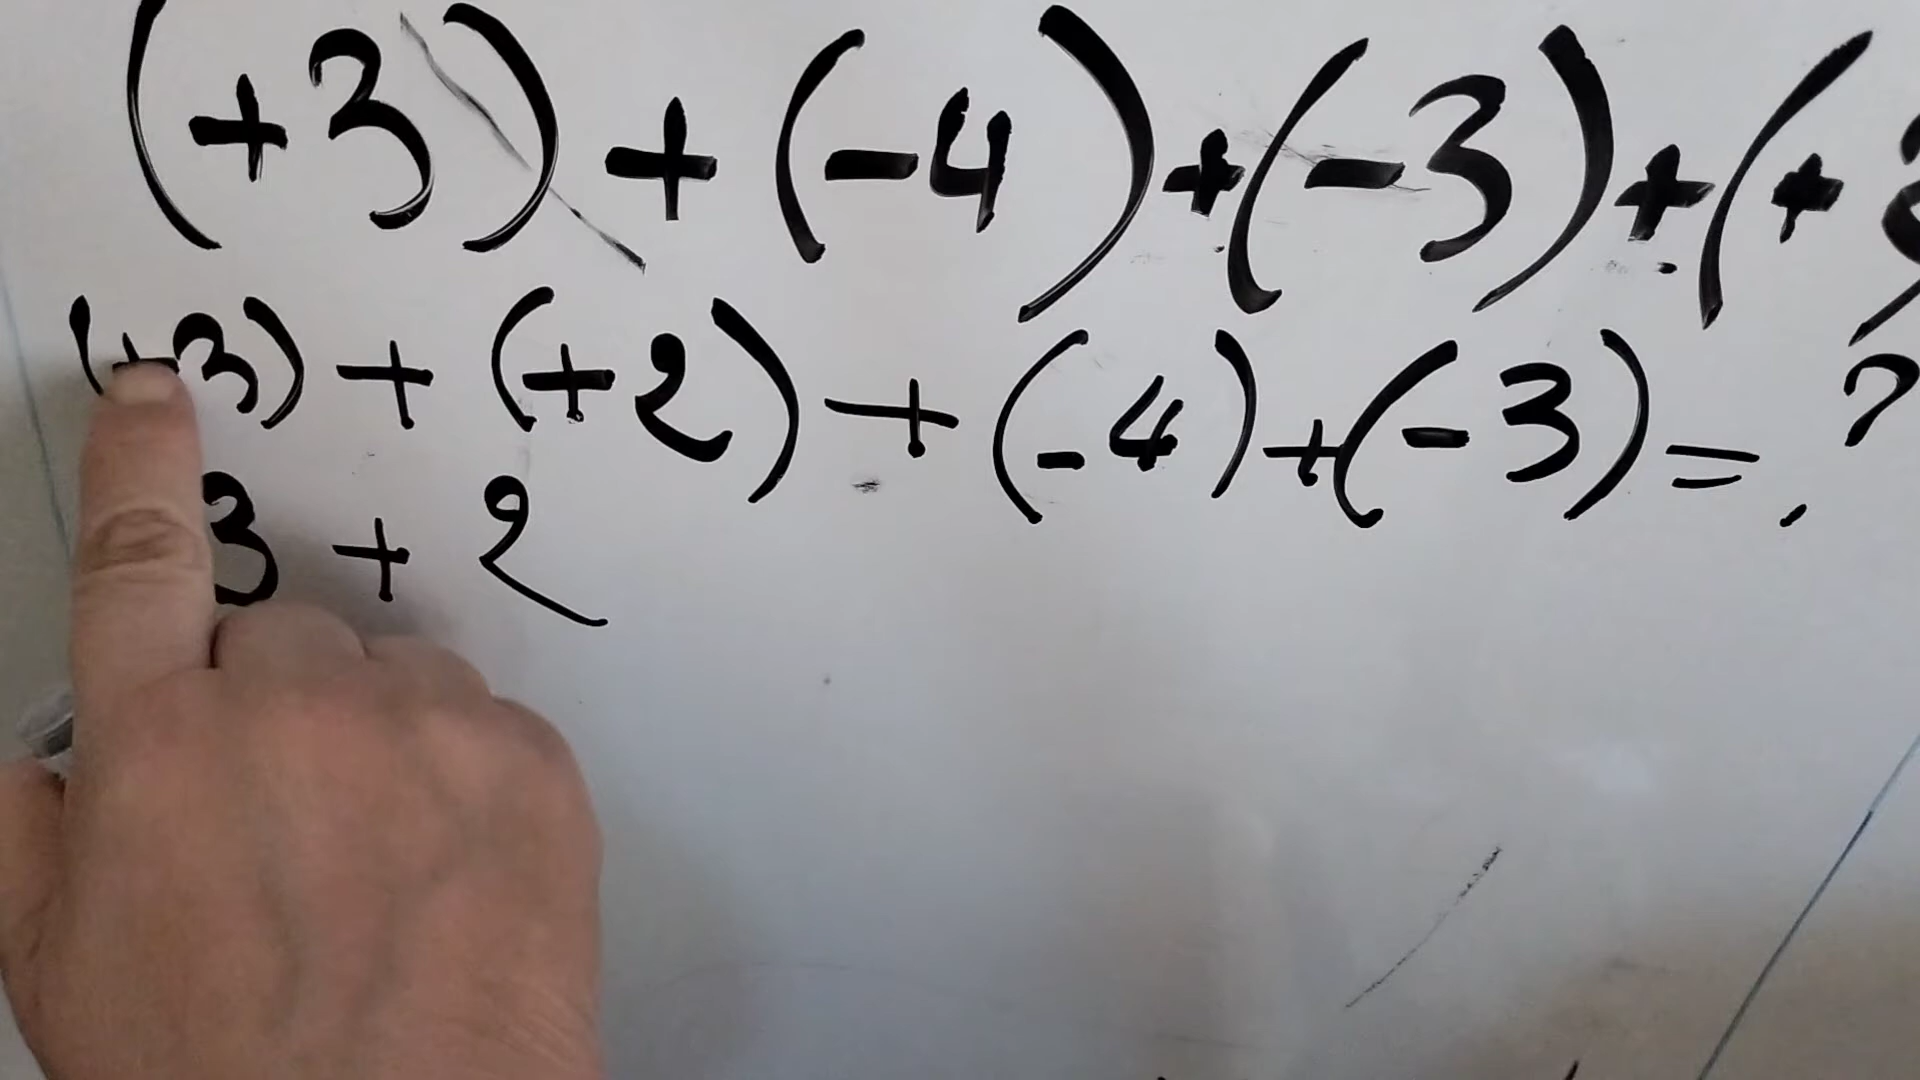 (+3) + (-4) + (-3) + (+
(+3) + (+2) + (-4) + (-3) = ?
3 + 2